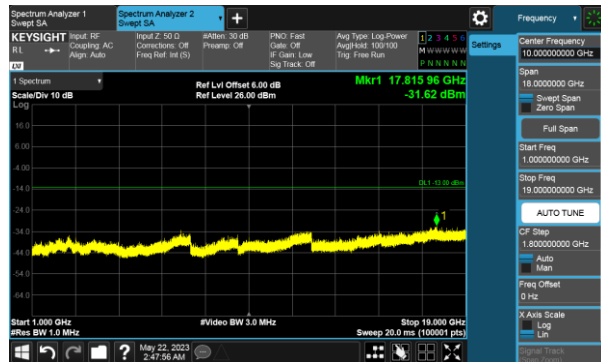 Spectrum Analyzer 1
Swept SA
Spectrum Analyzer 2
Swept SA
+
Frequency
KEYSIGHT
RL
LXI
Input: RF
Coupling: AC
Align: Auto
Input Z: 50 Ω
Corrections: Off
Freq Ref: Int (S)
#Atten: 30 dB
Preamp: Off
PNO: Fast
Gate: Off
IF Gain: Low
Sig Track: Off
Avg Type: Log-Power
Avg|Hold: 100/100
Trig: Free Run
1 2 3 4 5 6
M W W W W W
P N N N N N
Settings
1 Spectrum
Scale/Div 10 dB
Log
Ref Lvl Offset 6.00 dB
Ref Level 26.00 dBm
Mkr1 17.815 96 GHz
-31.62 dBm
16.0
6.00
-4.00
-14.0
-24.0
-34.0
-44.0
-54.0
-64.0
DL1 -13.00 dBm
1
Start 1.000 GHz
#Res BW 1.0 MHz
#Video BW 3.0 MHz
Stop 19.000 GHz
Sweep 20.0 ms (100001 pts)
Center Frequency
10.000000000 GHz
Span
18.0000000 GHz
Swept Span
Zero Span
Full Span
Start Freq
1.000000000 GHz
Stop Freq
19.000000000 GHz
AUTO TUNE
CF Step
1.800000000 GHz
Auto
Man
Freq Offset
0 Hz
X Axis Scale
Log
Lin
Signal Track
(Span Zoom)
?
May 22, 2023
2:47:56 AM